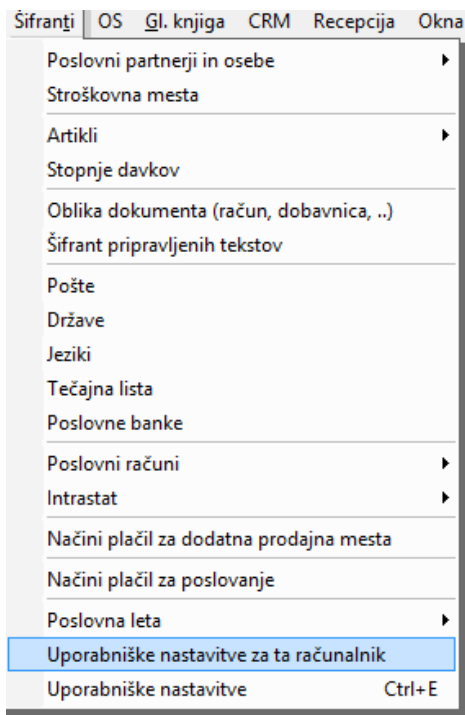 Šifranti OS Gl. knjiga CRM Recepcija Okna
Poslovni partnerji in osebe
Stroškovna mesta
Artikli
Stopnje davkov
Oblika dokumenta (račun, dobavnica, ..)
Šifrant pripravljenih tekstov
Pošte
Države
Jeziki
Tečajna lista
Poslovne banke
Poslovni računi
Intrastat
Načini plačil za dodatna prodajna mesta
Načini plačil za poslovanje
Poslovna leta
Uporabniške nastavitve za ta računalnik
Uporabniške nastavitve Ctrl+E